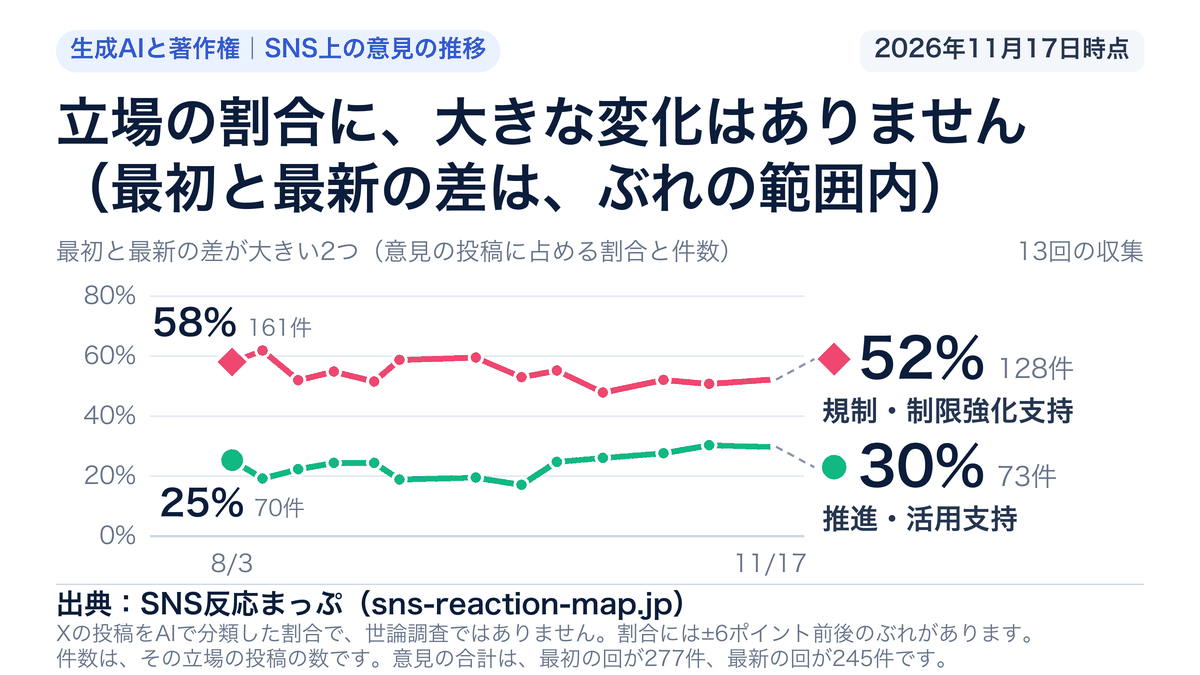 生成AIと著作権｜SNS上の意見の推移
2026年11月17日時点
立場の割合に、大きな変化はありません
（最初と最新の差は、ぶれの範囲内）
最初と最新の差が大きい2つ（意見の投稿に占める割合と件数）
13回の収集
80%
58% 161件
60%
40%
20%
25% 70件
0%
8/3
11/17
52% 128件
規制・制限強化支持
30% 73件
推進・活用支持
出典：SNS反応まっぷ（sns-reaction-map.jp）
Xの投稿をAIで分類した割合で、世論調査ではありません。割合には±6ポイント前後のぶれがあります。
件数は、その立場の投稿の数です。意見の合計は、最初の回が277件、最新の回が245件です。